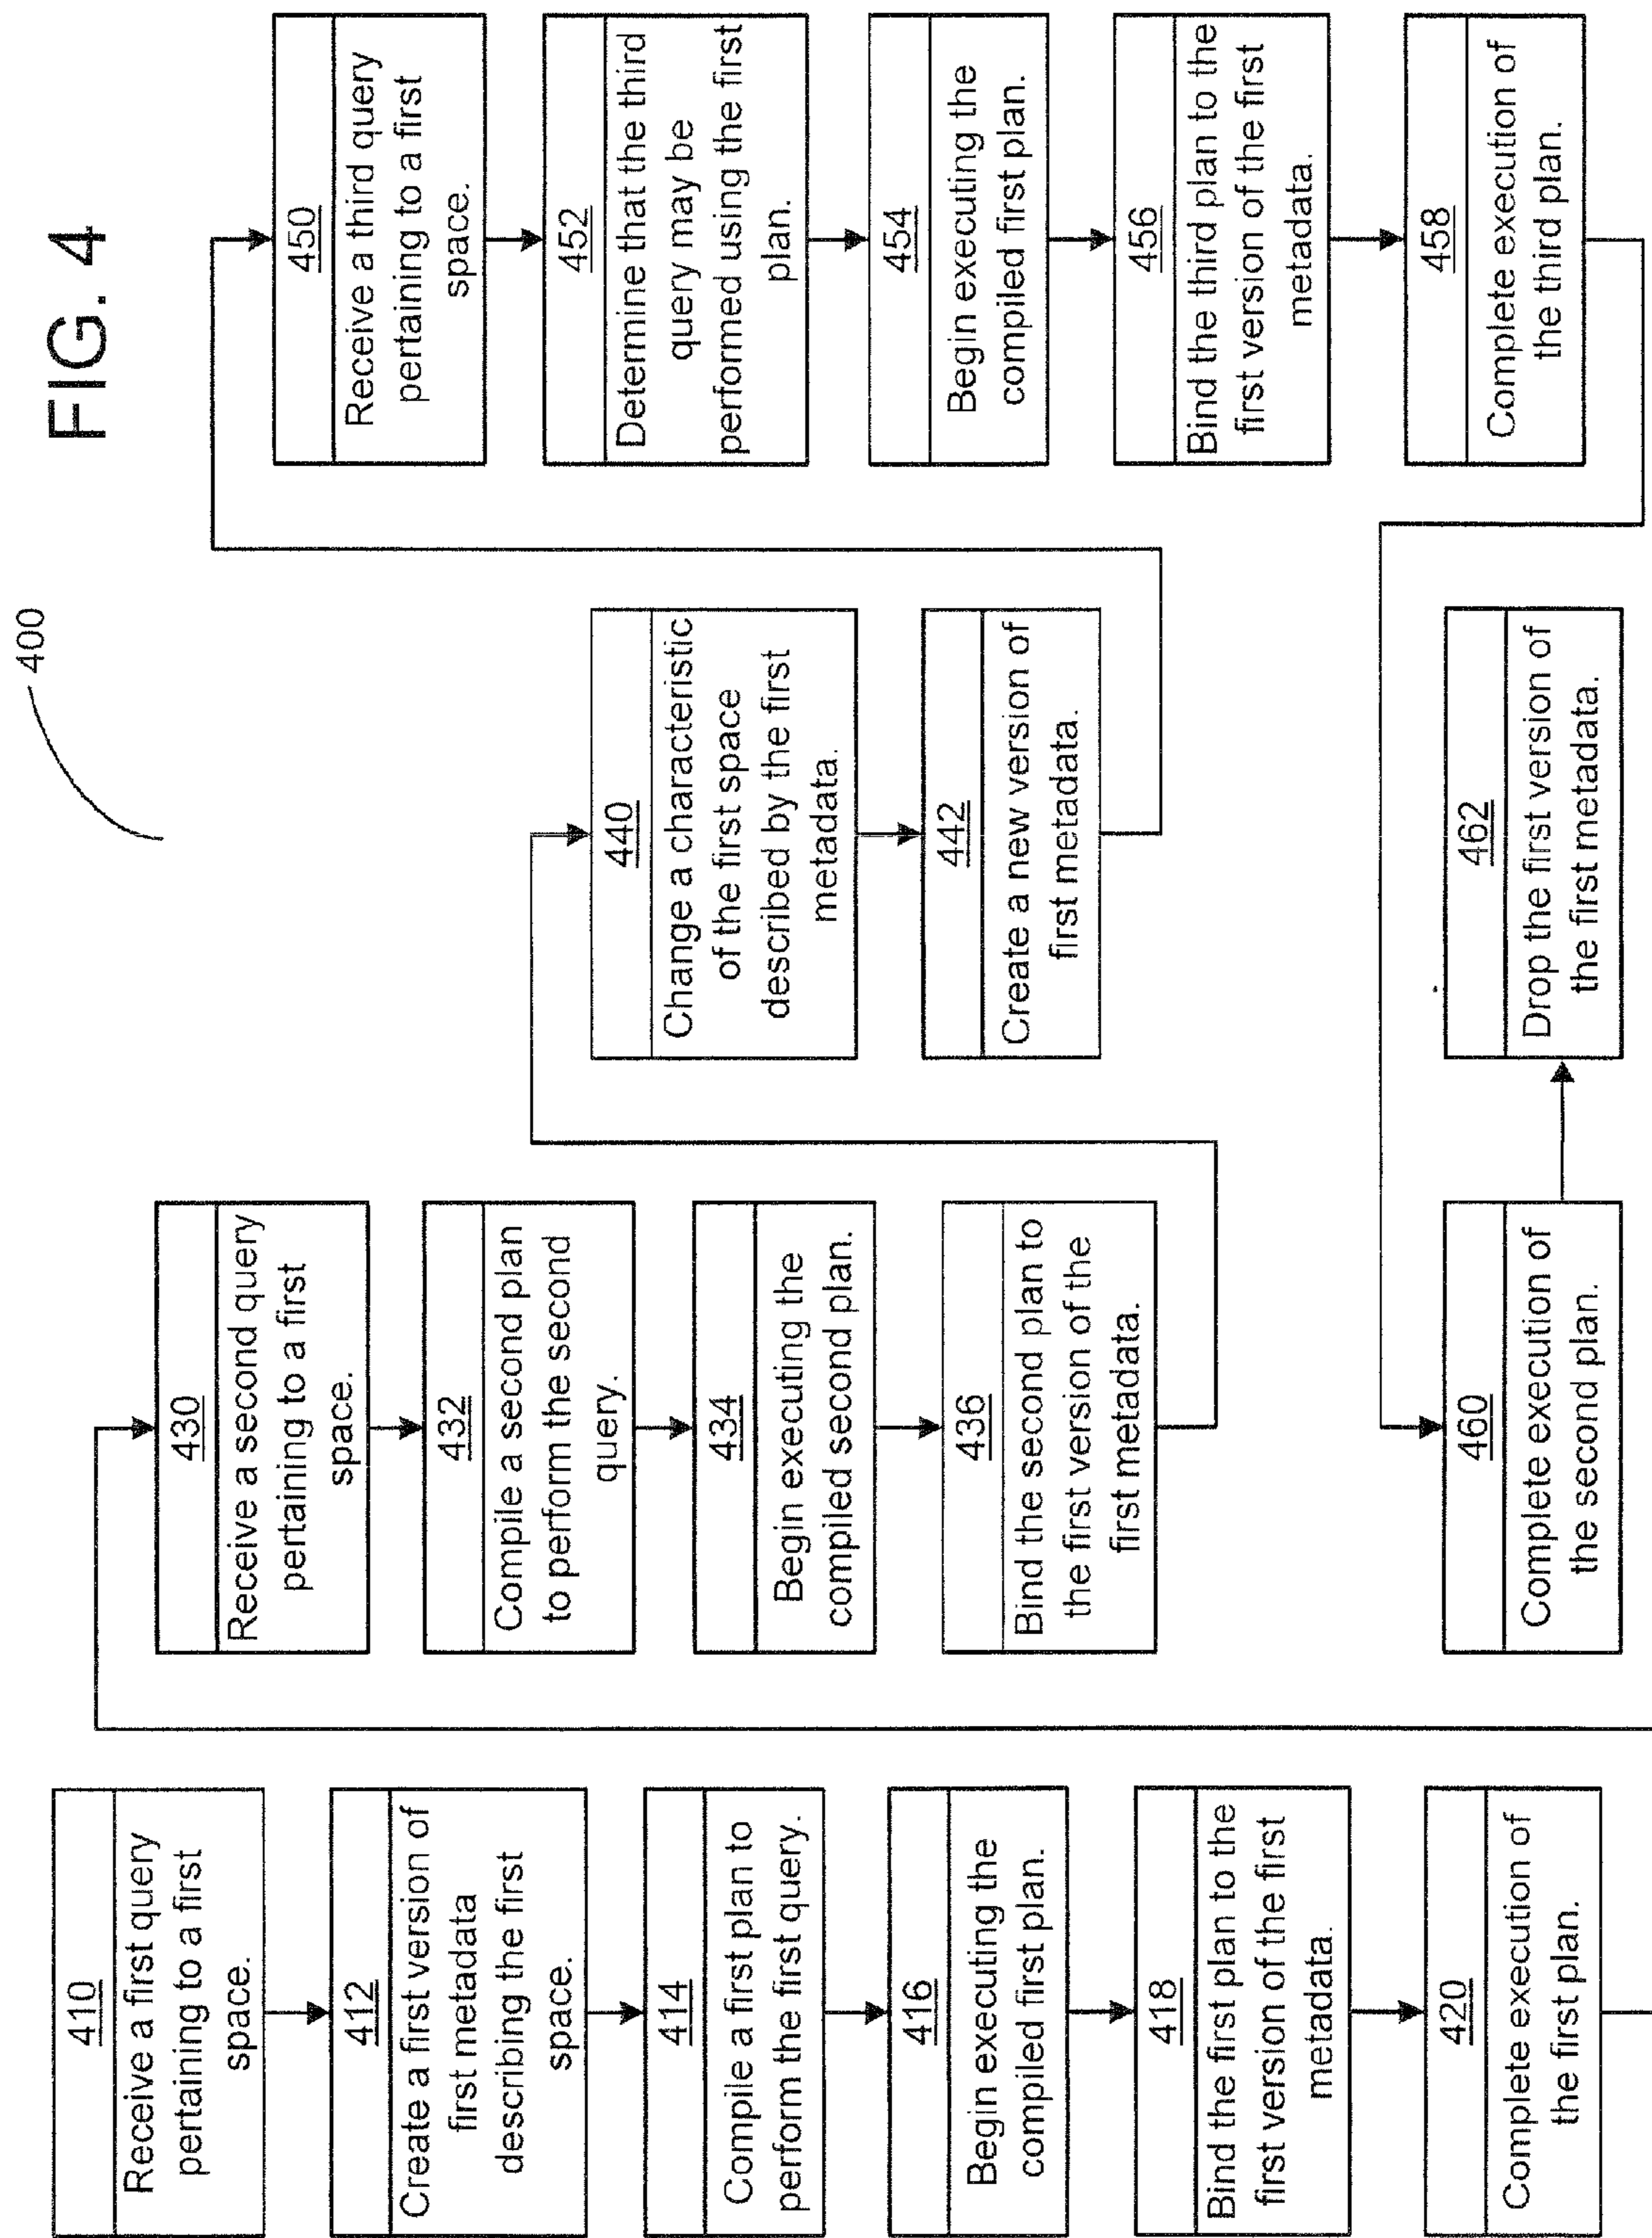 FIG. 4
400
410
Receive a first query
pertaining to a first
space.
412
Create a first version of
first metadata
describing the first
space.
414
Compile a first plan to
perform the first query.
416
Begin executing the
compiled first plan.
418
Bind the first plan to the
first version of the first
metadata.
420
Complete execution of
the first plan.
430
Receive a second query
pertaining to a first
space.
432
Compile a second plan
to perform the second
query.
434
Begin executing the
compiled second plan.
436
Bind the second plan to
the first version of the
first metadata.
440
Change a characteristic
of the first space
described by the first
metadata.
442
Create a new version of
first metadata.
450
Receive a third query
pertaining to a first
space.
452
Determine that the third
query may be
performed using the first
plan.
454
Begin executing the
compiled first plan.
456
Bind the third plan to the
first version of the first
metadata.
458
Complete execution of
the third plan.
460
Complete execution of
the second plan.
462
Drop the first version of
the first metadata.